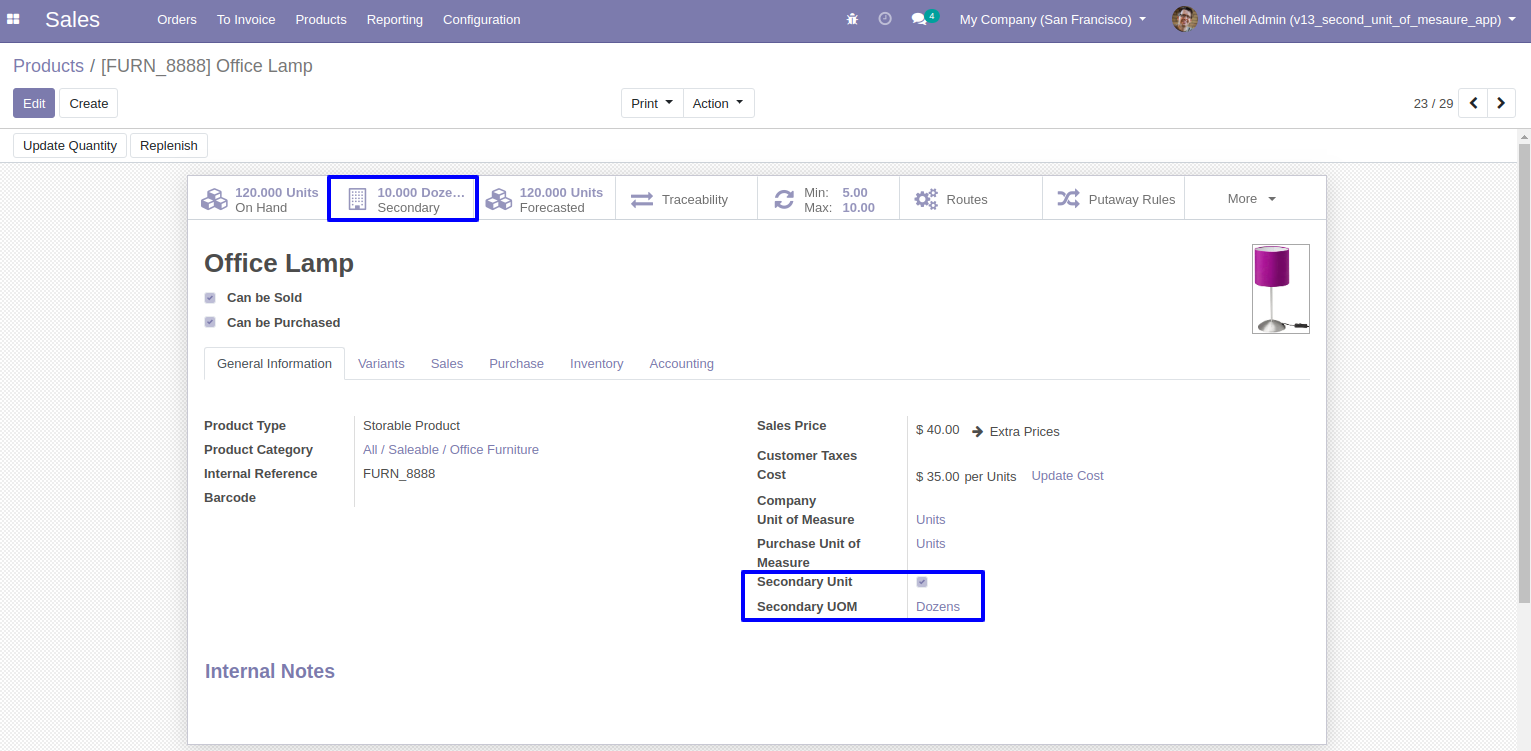 Sales Orders To Invoice Products Reporting Configuration 4 My Company (San Francisco) Mitchell Admin (v13_second_unit_of_mesaure_app)
Products / [FURN_8888] Office Lamp
Edit Create Print Action 23 / 29
Update Quantity Replenish
120.000 Units 10.000 Doze... 120.000 Units Min: 5.00
On Hand Secondary Forecasted Traceability Max: 10.00 Routes Putaway Rules More
Office Lamp
Can be Sold
Can be Purchased
General Information Variants Sales Purchase Inventory Accounting
Product Type Storable Product
Product Category All / Saleable / Office Furniture
Internal Reference FURN_8888
Barcode
Sales Price $ 40.00 Extra Prices
Customer Taxes
Cost $ 35.00 per Units Update Cost
Company
Unit of Measure Units
Purchase Unit of Units
Measure
Secondary Unit
Secondary UOM Dozens
Internal Notes